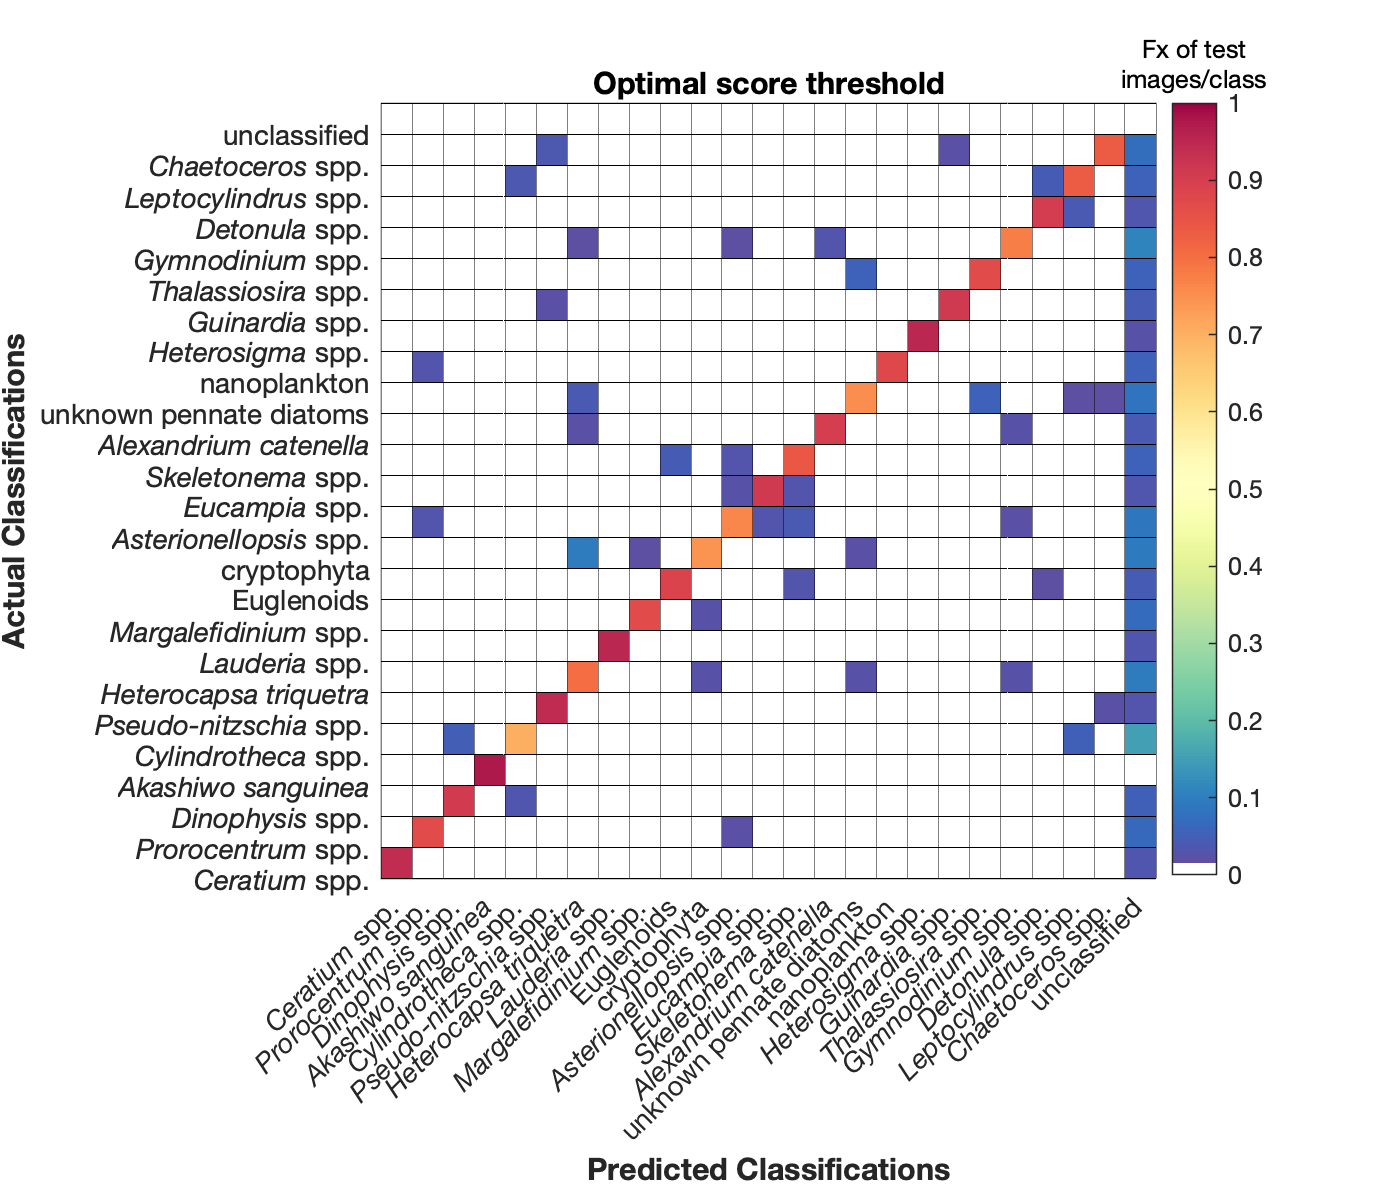 Fx of test
images/class
Optimal score threshold
unclassified
Chaetoceros spp.
Leptocylindrus spp.
Detonula spp.
Gymnodinium spp.
Thalassiosira spp.
Guinardia spp.
Heterosigma spp.
nanoplankton
unknown pennate diatoms
Alexandrium catenella
Skeletonema spp.
Eucampia spp.
Asterionellopsis spp.
cryptophyta
Euglenoids
Margalefidinium spp.
Lauderia spp.
Heterocapsa triquetra
Pseudo-nitzschia spp.
Cylindrotheca spp.
Akashiwo sanguinea
Dinophysis spp.
Prorocentrum spp.
Ceratium spp.
Actual Classifications
1
0.9
0.8
0.7
0.6
0.5
0.4
0.3
0.2
0.1
0
Ceratium spp.
Prorocentrum spp.
Dinophysis spp.
Akashiwo sanguinea
Cylindrotheca spp.
Pseudo-nitzschia spp.
Heterocapsa triquetra
Lauderia spp.
Margalefidinium spp.
Euglenoids
cryptophyta
Asterionellopsis spp.
Eucampia spp.
Skeletonema spp.
Alexandrium catenella
unknown pennate diatoms
nanoplankton
Heterosigma spp.
Guinardia spp.
Thalassiosira spp.
Gymnodinium spp.
Detonula spp.
Leptocylindrus spp.
Chaetoceros spp.
unclassified
Predicted Classifications